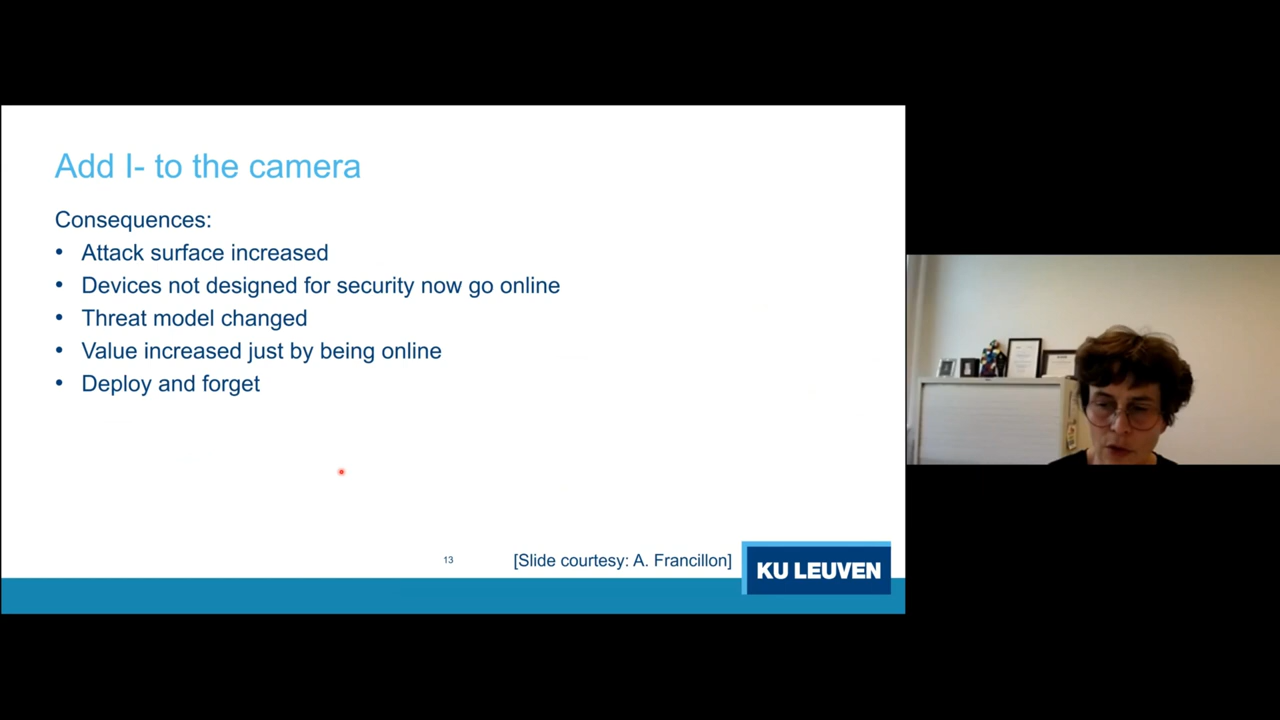 Add I- to the camera
Consequences:
• Attack surface increased
• Devices not designed for security now go online
• Threat model changed
• Value increased just by being online
• Deploy and forget
13
[Slide courtesy: A. Francillon]
KU LEUVEN